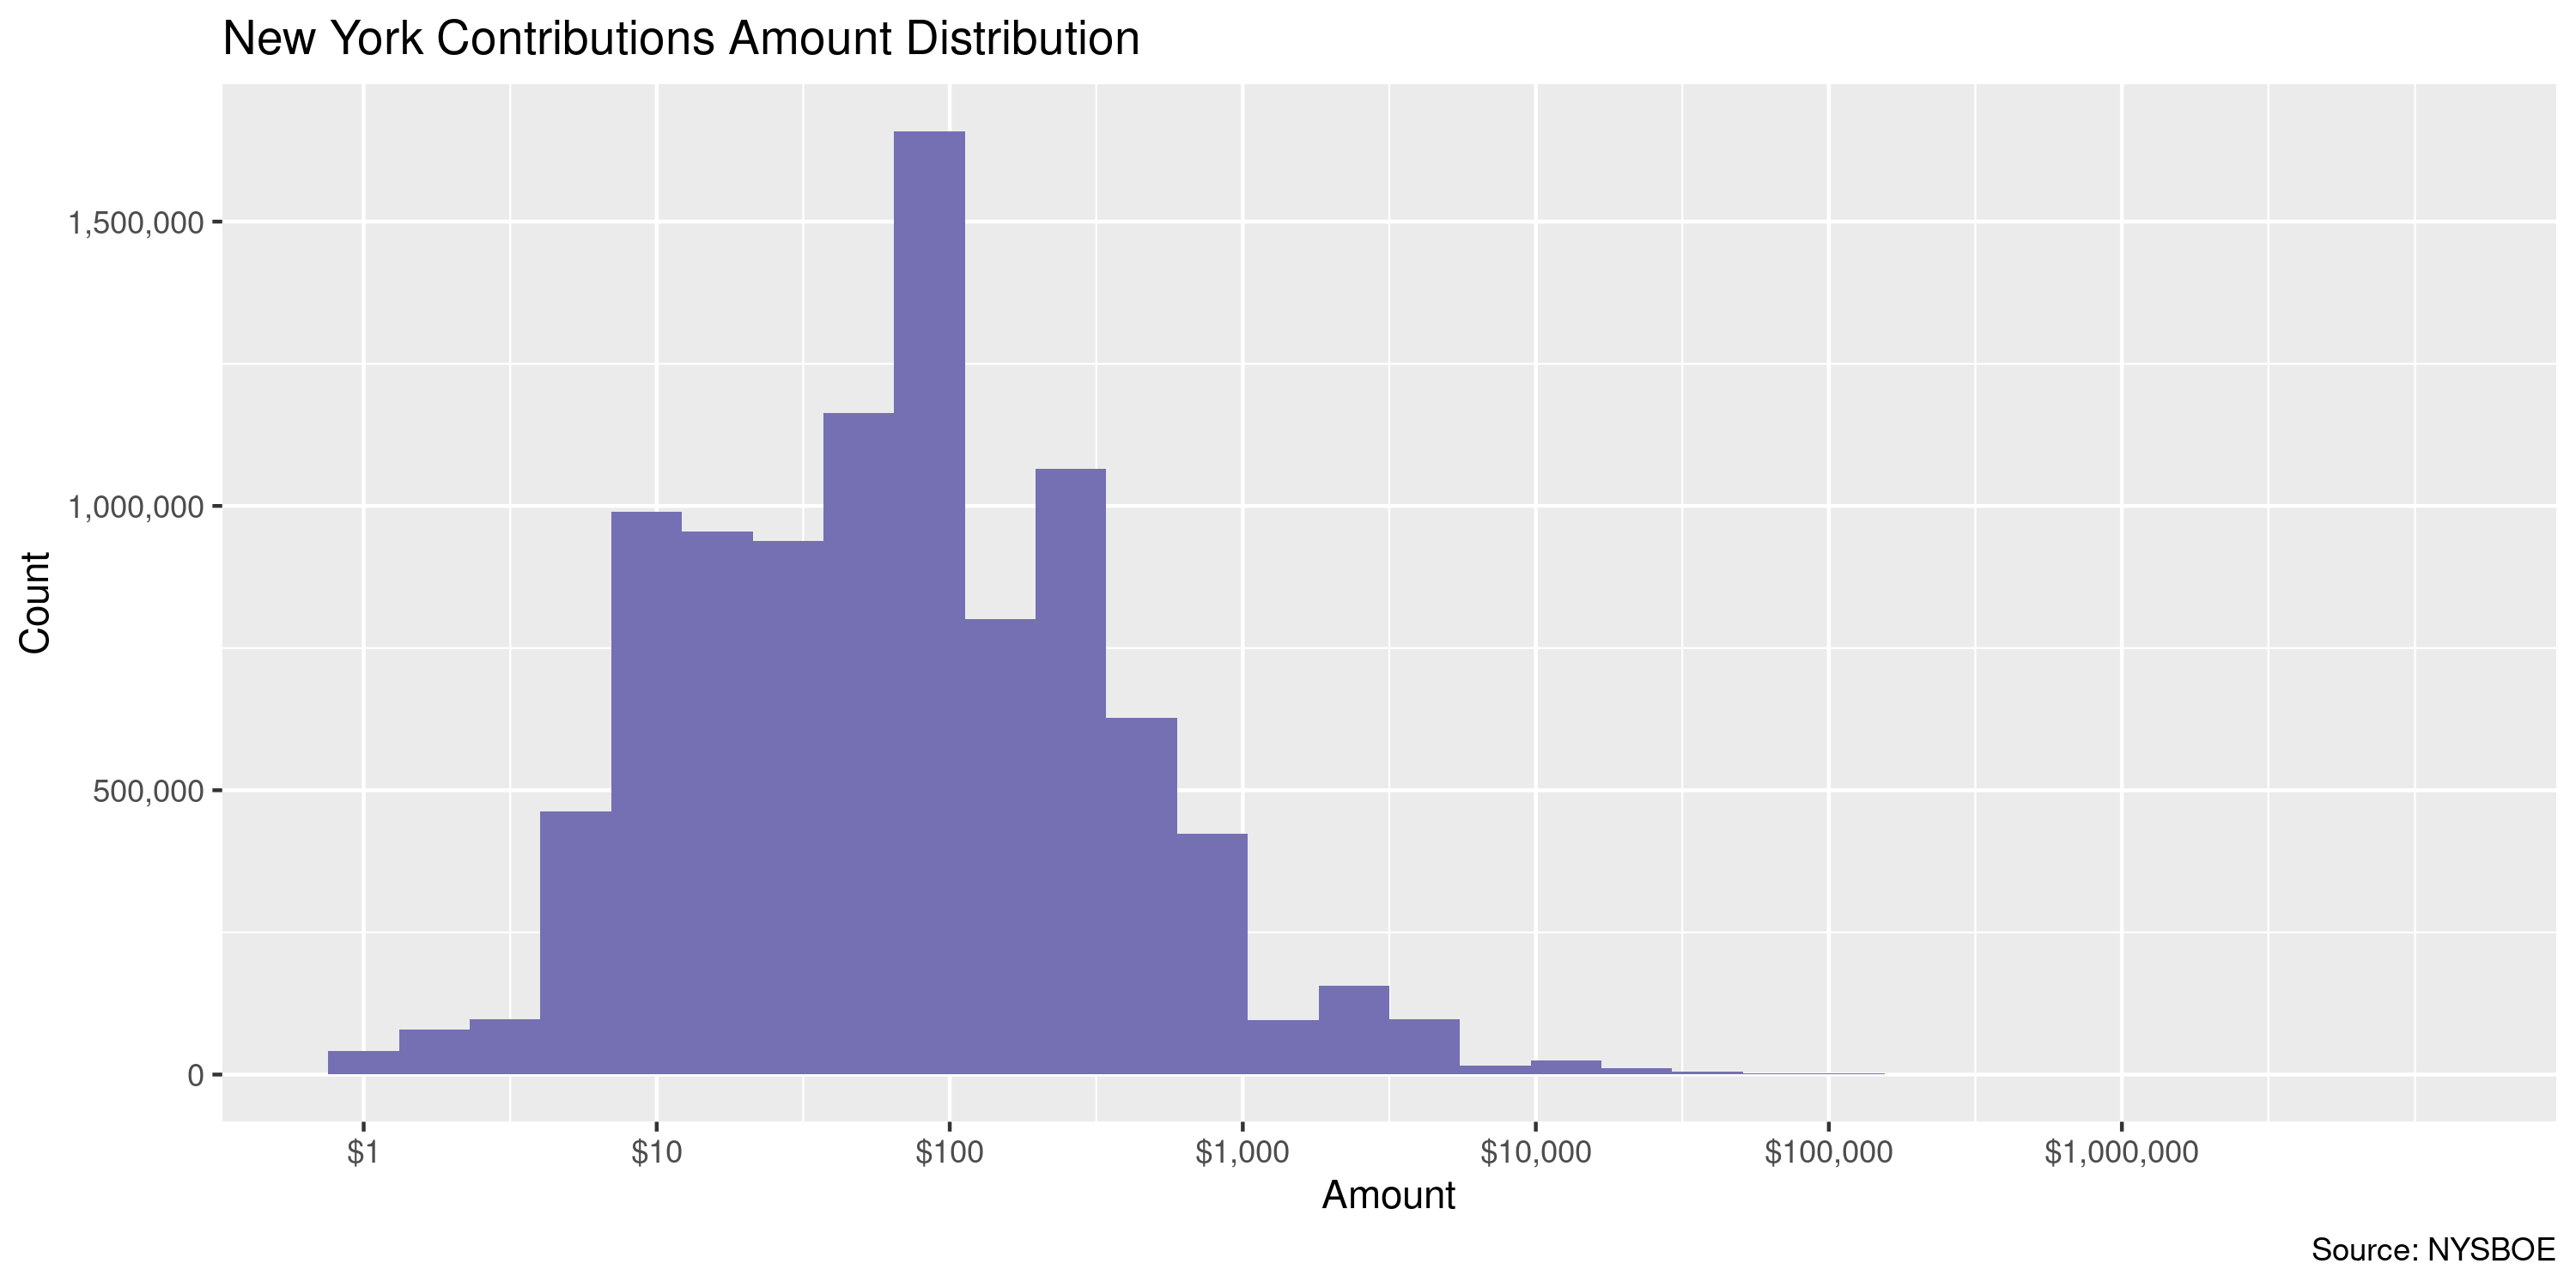 New York Contributions Amount Distribution
1,500,000
1,000,000
500,000
0
Count
$1 $10 $100 $1,000 $10,000 $100,000 $1,000,000
Amount
Source: NYSBOE